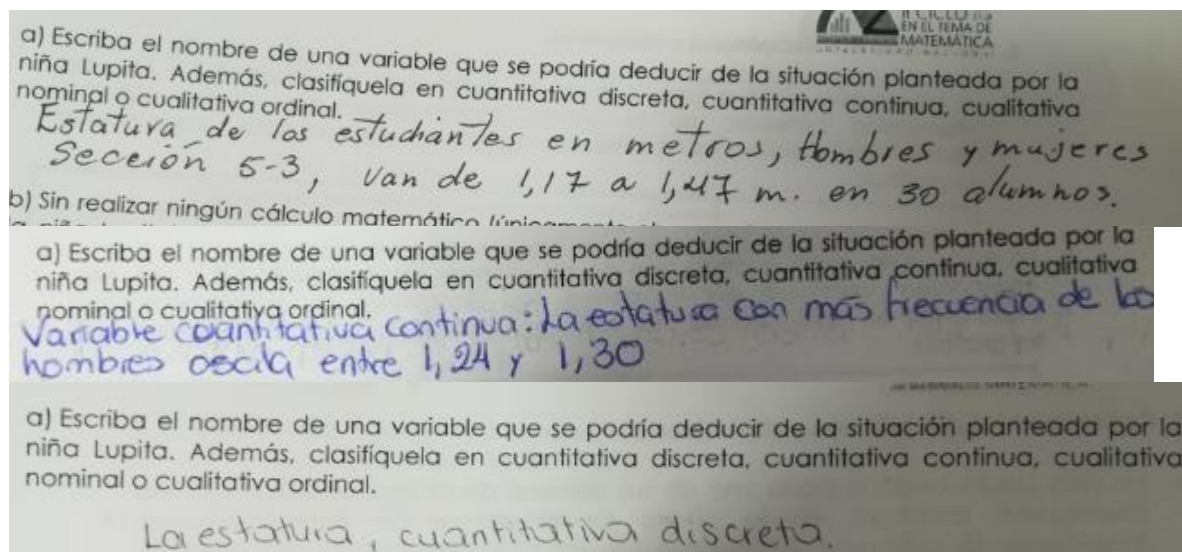 II CICLO
EN EL TEMA DE
MATEMÁTICA
a) Escriba el nombre de una variable que se podría deducir de la situación planteada por la
niña Lupita. Además, clasifíquela en cuantitativa discreta, cuantitativa continua, cualitativa
nominal o cualitativa ordinal.
Estatura de los estudiantes en metros, Hombres y mujeres
Sección 5-3, van de 1,17 a 1,47 m. en 30 alumnos.
b) Sin realizar ningún cálculo matemático
a) Escriba el nombre de una variable que se podría deducir de la situación planteada por la
niña Lupita. Además, clasifíquela en cuantitativa discreta, cuantitativa continua, cualitativa
nominal o cualitativa ordinal.
Variable cuantitativa continua: La estatura con más frecuencia de los
hombres oscila entre 1,24 y 1,30
a) Escriba el nombre de una variable que se podría deducir de la situación planteada por la
niña Lupita. Además, clasifíquela en cuantitativa discreta, cuantitativa continua, cualitativa
nominal o cualitativa ordinal.
La estatura, cuantitativa discreta.